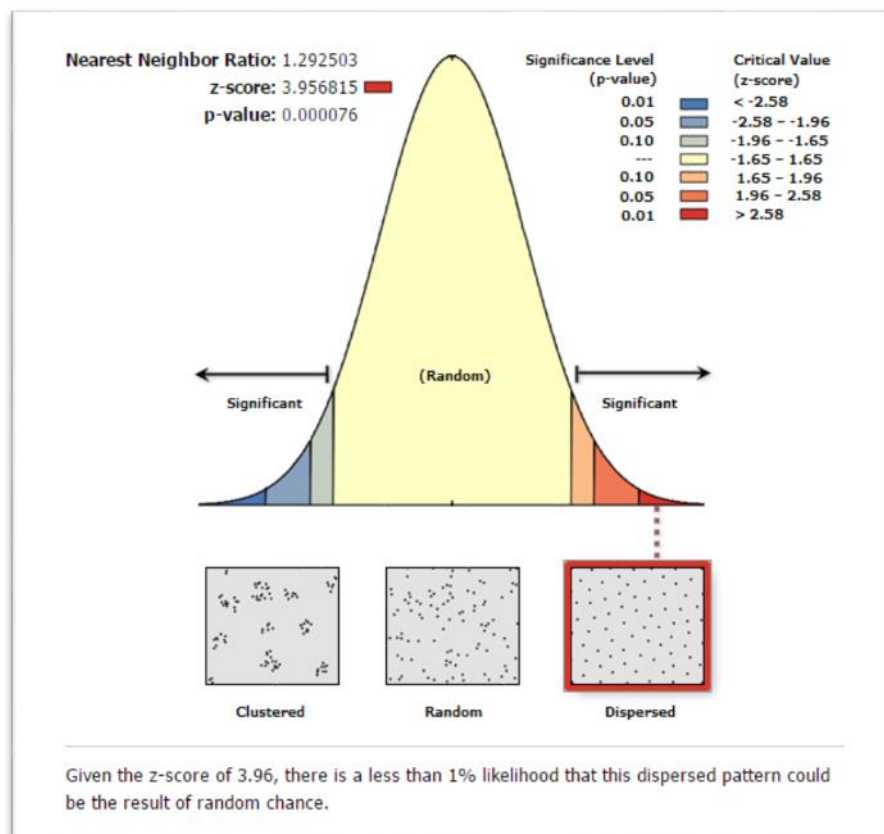 Nearest Neighbor Ratio: 1.292503
z-score: 3.956815
p-value: 0.000076
Significance Level
(p-value)
Critical Value
(z-score)
0.01 < -2.58
0.05 -2.58 – -1.96
0.10 -1.96 – -1.65
--- -1.65 – 1.65
0.10 1.65 – 1.96
0.05 1.96 – 2.58
0.01 > 2.58
(Random)
Significant
Significant
Clustered
Random
Dispersed
Given the z-score of 3.96, there is a less than 1% likelihood that this dispersed pattern could
be the result of random chance.